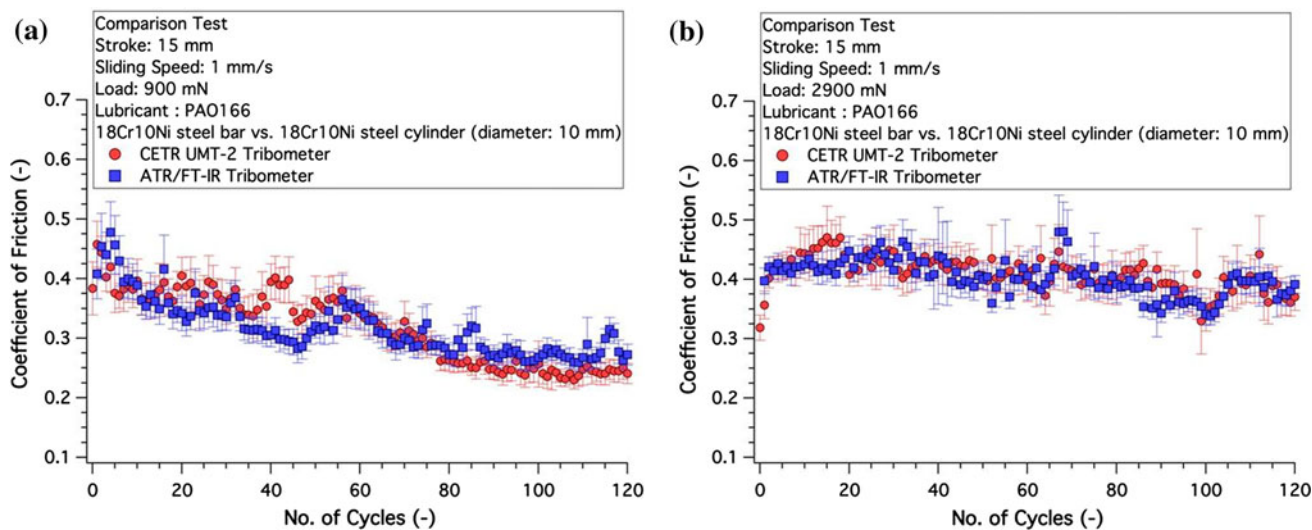 (a)
Comparison Test
Stroke: 15 mm
Sliding Speed: 1 mm/s
Load: 900 mN
Lubricant : PAO166
18Cr10Ni steel bar vs. 18Cr10Ni steel cylinder (diameter: 10 mm)
CETR UMT-2 Tribometer
ATR/FT-IR Tribometer
Coefficient of Friction (-)
0.7
0.6
0.5
0.4
0.3
0.2
0.1
0 20 40 60 80 100 120
No. of Cycles (-)
(b)
Comparison Test
Stroke: 15 mm
Sliding Speed: 1 mm/s
Load: 2900 mN
Lubricant : PAO166
18Cr10Ni steel bar vs. 18Cr10Ni steel cylinder (diameter: 10 mm)
CETR UMT-2 Tribometer
ATR/FT-IR Tribometer
Coefficient of Friction (-)
0.7
0.6
0.5
0.4
0.3
0.2
0.1
0 20 40 60 80 100 120
No. of Cycles (-)